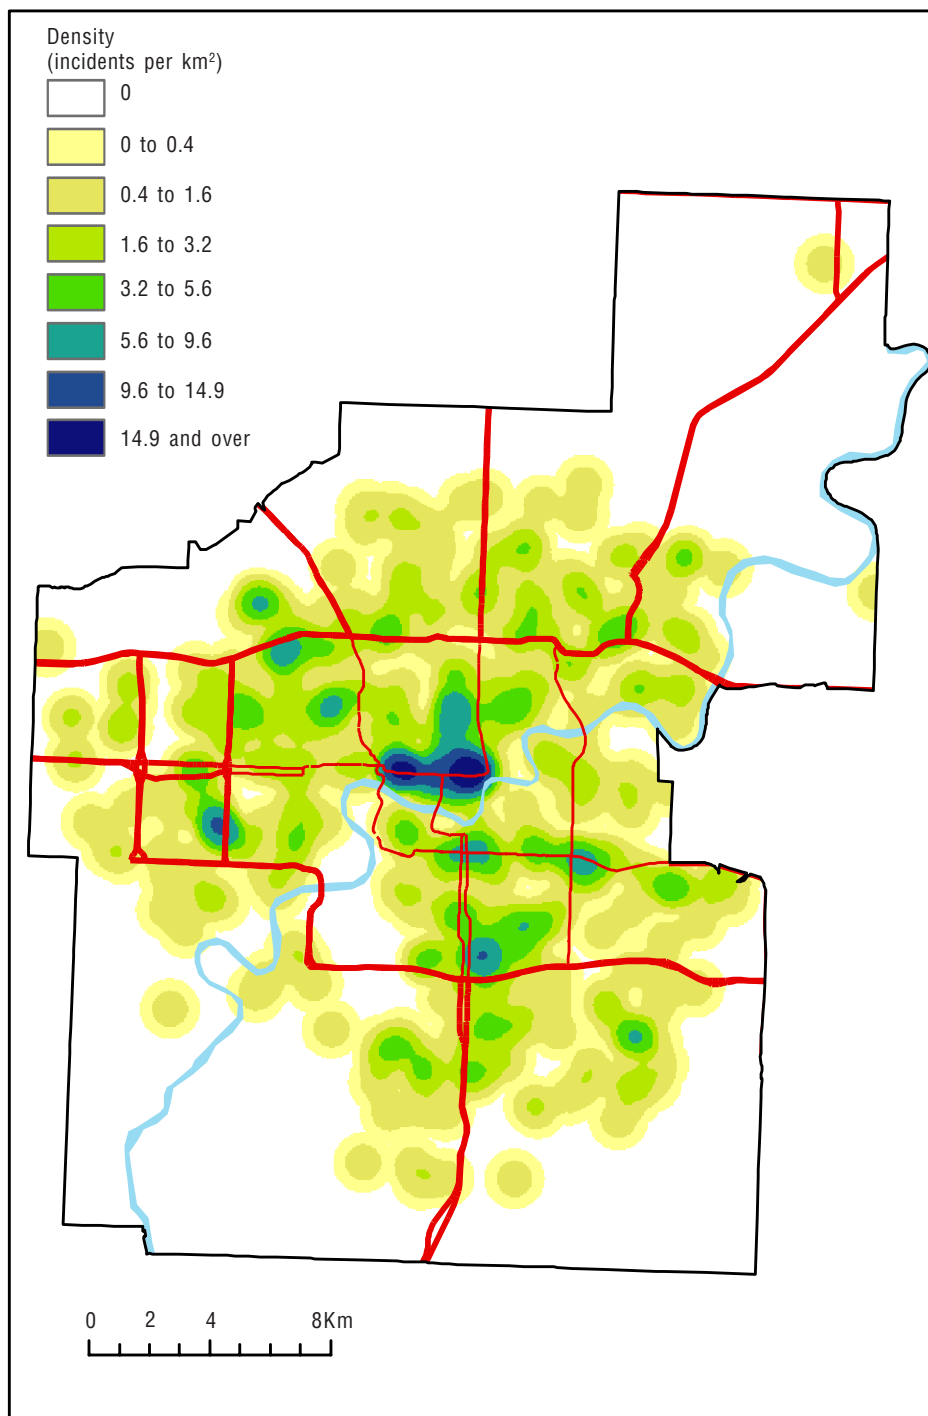 Density
(incidents per km²)
0
0 to 0.4
0.4 to 1.6
1.6 to 3.2
3.2 to 5.6
5.6 to 9.6
9.6 to 14.9
14.9 and over
0 2 4 8Km